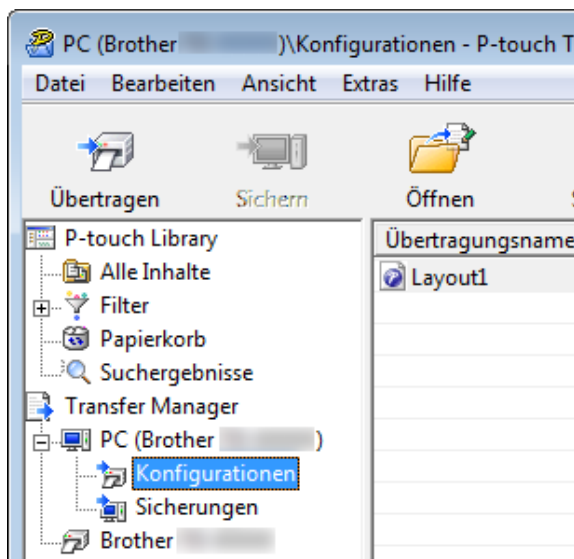 PC (Brother )\Konfigurationen - P-touch T
Datei Bearbeiten Ansicht Extras Hilfe
Übertragen Sichern Öffnen
P-touch Library
Übertragungsname
Alle Inhalte
Layout1
Filter
Papierkorb
Suchergebnisse
Transfer Manager
PC (Brother )
Konfigurationen
Sicherungen
Brother